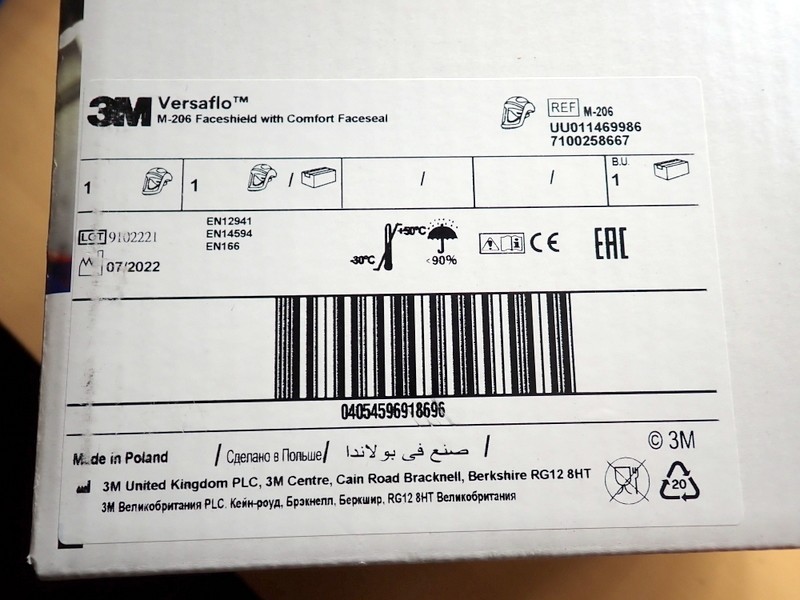 3M Versaflo™
M-206 Faceshield with Comfort Faceseal
REF M-206
UU011469986
7100258667
1
1 /
/
/
B.U.
1
LOT 9102221
07/2022
EN12941
EN14594
EN166
-30°C +50°C
<90%
CE
EAC
04054596918696
Made in Poland / Сделано в Польше/ صنع في بولاندا /
© 3M
3M United Kingdom PLC, 3M Centre, Cain Road Bracknell, Berkshire RG12 8HT
3M Великобритания PLC. Кейн-роуд, Брэкнелл, Беркшир, RG12 8HT Великобритания
20